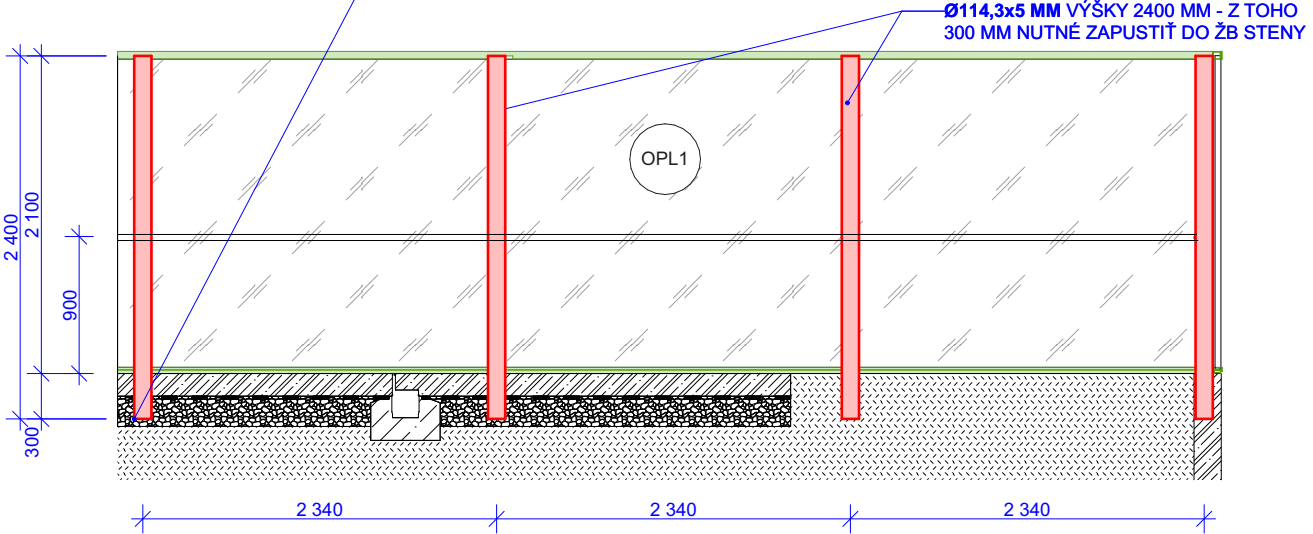 Ø114,3x5 MM VÝŠKY 2400 MM - Z TOHO
300 MM NUTNÉ ZAPUSTIŤ DO ŽB STENY
OPL1
2 400
2 100
900
300
2 340
2 340
2 340